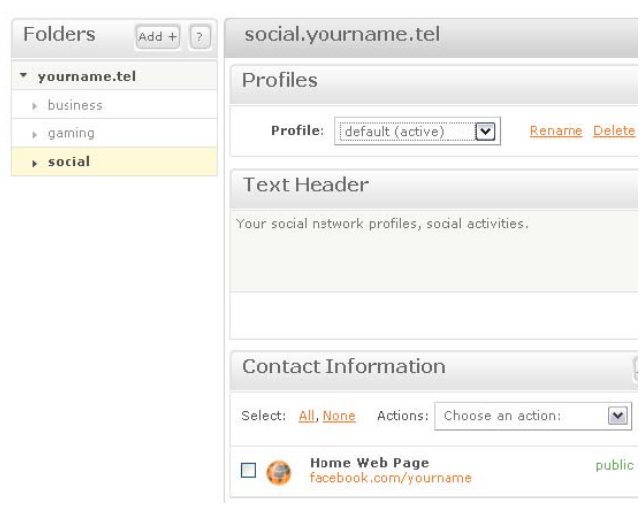 Folders
Add +
?
yourname.tel
business
gaming
social
social.yourname.tel
Profiles
Profile: default (active) Rename Delete
Text Header
Your social network profiles, social activities.
Contact Information
Select: All, None Actions: Choose an action:
Home Web Page public
facebook.com/yourname